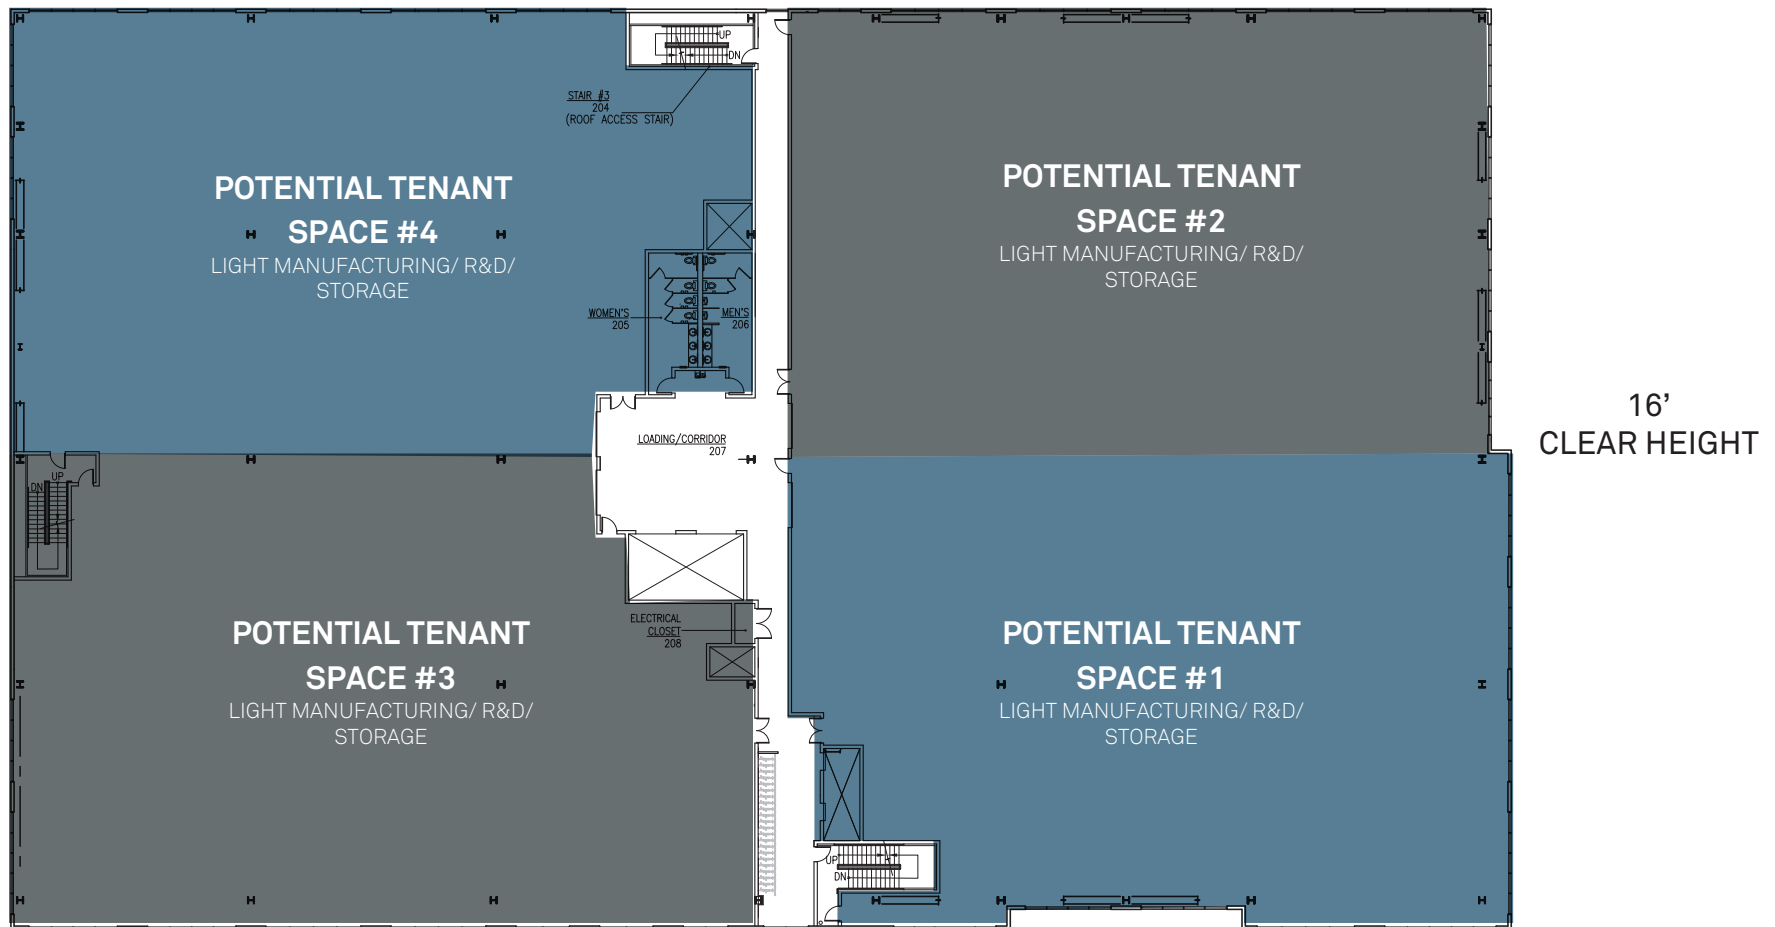 UP
DN
STAIR #3
204
(ROOF ACCESS STAIR)
POTENTIAL TENANT
SPACE #4
LIGHT MANUFACTURING/ R&D/
STORAGE
POTENTIAL TENANT
SPACE #2
LIGHT MANUFACTURING/ R&D/
STORAGE
WOMEN'S
205
MEN'S
206
16’
CLEAR HEIGHT
LOADING/CORRIDOR
207
UP
DN
ELECTRICAL
CLOSET
208
POTENTIAL TENANT
SPACE #3
LIGHT MANUFACTURING/ R&D/
STORAGE
POTENTIAL TENANT
SPACE #1
LIGHT MANUFACTURING/ R&D/
STORAGE
UP
DN